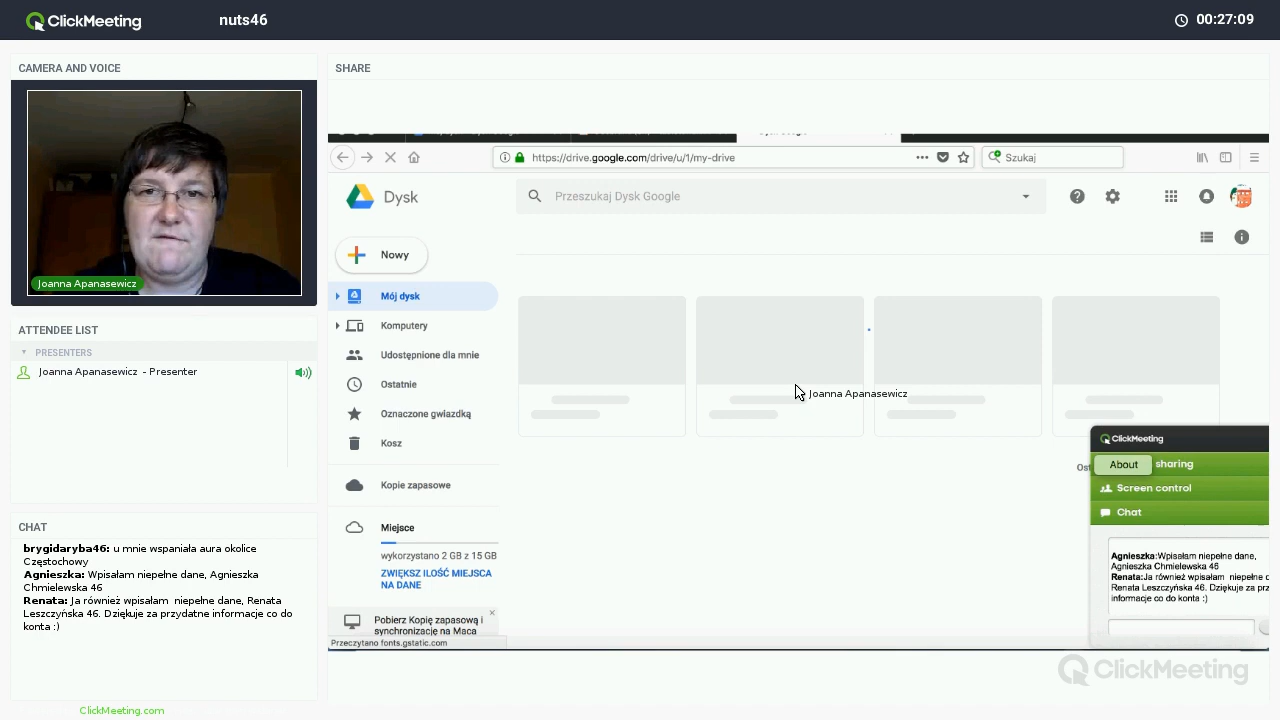 ClickMeeting
nuts46
00:27:09
CAMERA AND VOICE
Joanna Apanasewicz
ATTENDEE LIST
PRESENTERS
Joanna Apanasewicz - Presenter
CHAT
brygidaryba46: u mnie wspaniała aura okolice
Częstochowy
Agnieszka: Wpisałam niepełne dane, Agnieszka
Chmielewska 46
Renata: Ja również wpisałam niepełne dane, Renata
Leszczyńska 46. Dziękuje za przydatne informacje co do
konta :)
ClickMeeting.com
SHARE
https://drive.google.com/drive/u/1/my-drive
Szukaj
Dysk
Przeszukaj Dysk Google
Nowy
Mój dysk
Komputery
Udostępnione dla mnie
Ostatnie
Oznaczone gwiazdką
Kosz
Kopie zapasowe
Miejsce
wykorzystano 2 GB z 15 GB
ZWIĘKSZ ILOŚĆ MIEJSCA
NA DANE
Pobierz Kopię zapasową i
synchronizację na Maca
Przeczytano fonts.gstatic.com
Joanna Apanasewicz
Ost
ClickMeeting
About sharing
Screen control
Chat
Agnieszka:Wpisałam niepełne dane,
Agnieszka Chmielewska 46
Renata:Ja również wpisałam niepełne d
Renata Leszczyńska 46. Dziękuje za prz
informacje co do konta :)
ClickMeeting